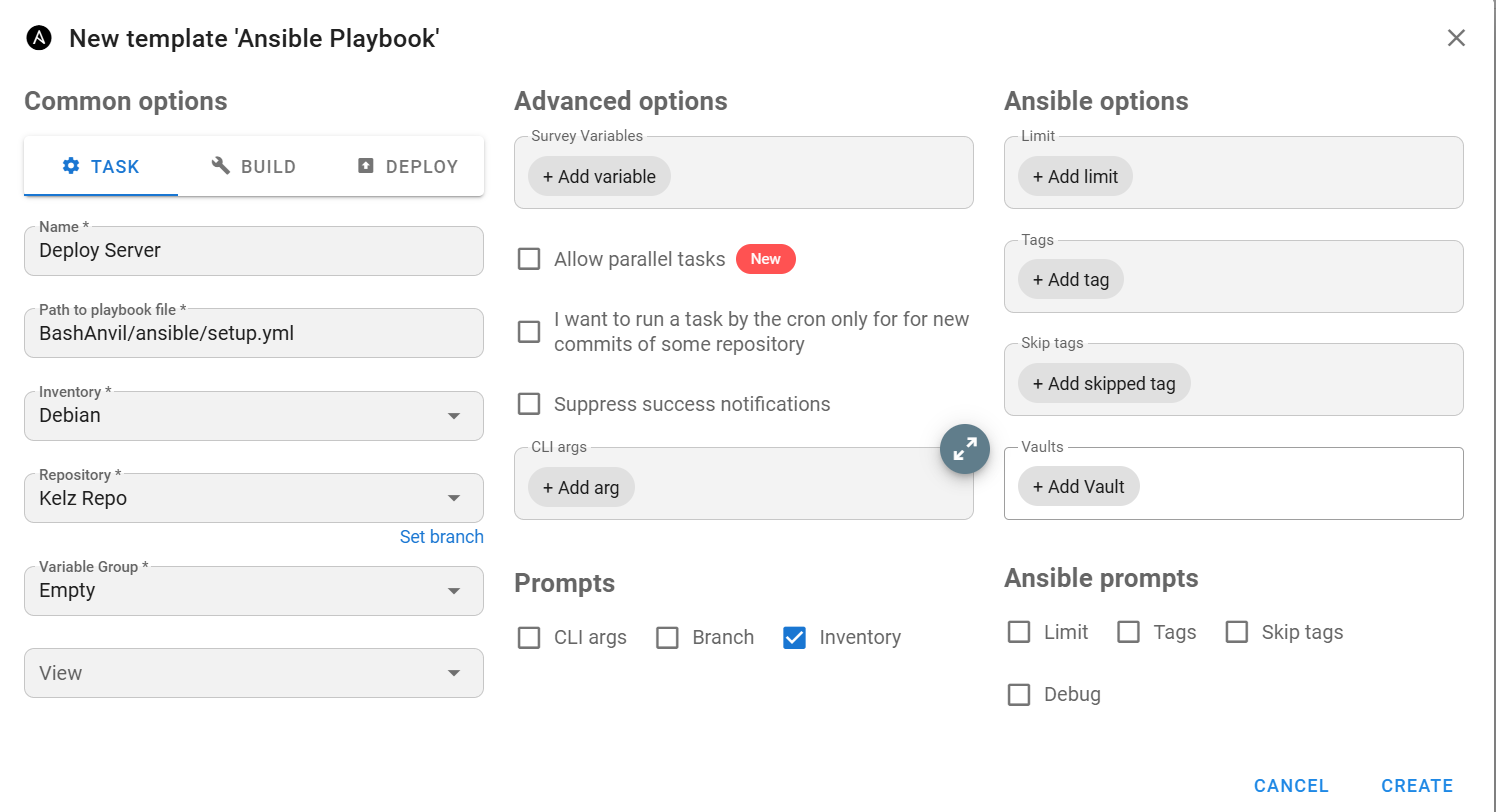 New template 'Ansible Playbook'
Common options
TASK
BUILD
DEPLOY
Name *
Deploy Server
Path to playbook file *
BashAnvil/ansible/setup.yml
Inventory *
Debian
Repository *
Kelz Repo
Set branch
Variable Group *
Empty
View
Advanced options
Survey Variables
+ Add variable
Allow parallel tasks New
I want to run a task by the cron only for for new
commits of some repository
Suppress success notifications
CLI args
+ Add arg
Prompts
CLI args
Branch
Inventory
Ansible options
Limit
+ Add limit
Tags
+ Add tag
Skip tags
+ Add skipped tag
Vaults
+ Add Vault
Ansible prompts
Limit
Tags
Skip tags
Debug
CANCEL
CREATE